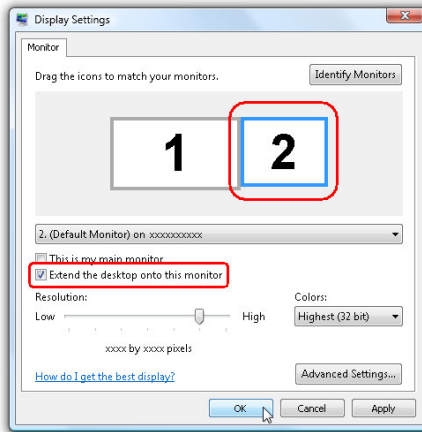 Display Settings
Monitor
Drag the icons to match your monitors.
Identify Monitors
1
2
2. (Default Monitor) on xxxxxxxxxx
This is my main monitor
Extend the desktop onto this monitor
Resolution:
Colors:
Low
High
Highest (32 bit)
xxxx by xxxx pixels
How do I get the best display?
Advanced Settings...
OK
Cancel
Apply